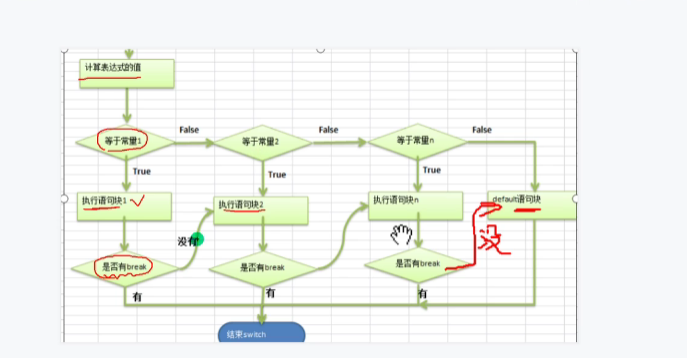 计算表达式的值
等于常量1
False
等于常量2
False
等于常量n
False
True
True
True
执行语句块1
执行语句块2
执行语句块n
default语句块
没有
没
是否有break
是否有break
是否有break
有
有
有
结束switch